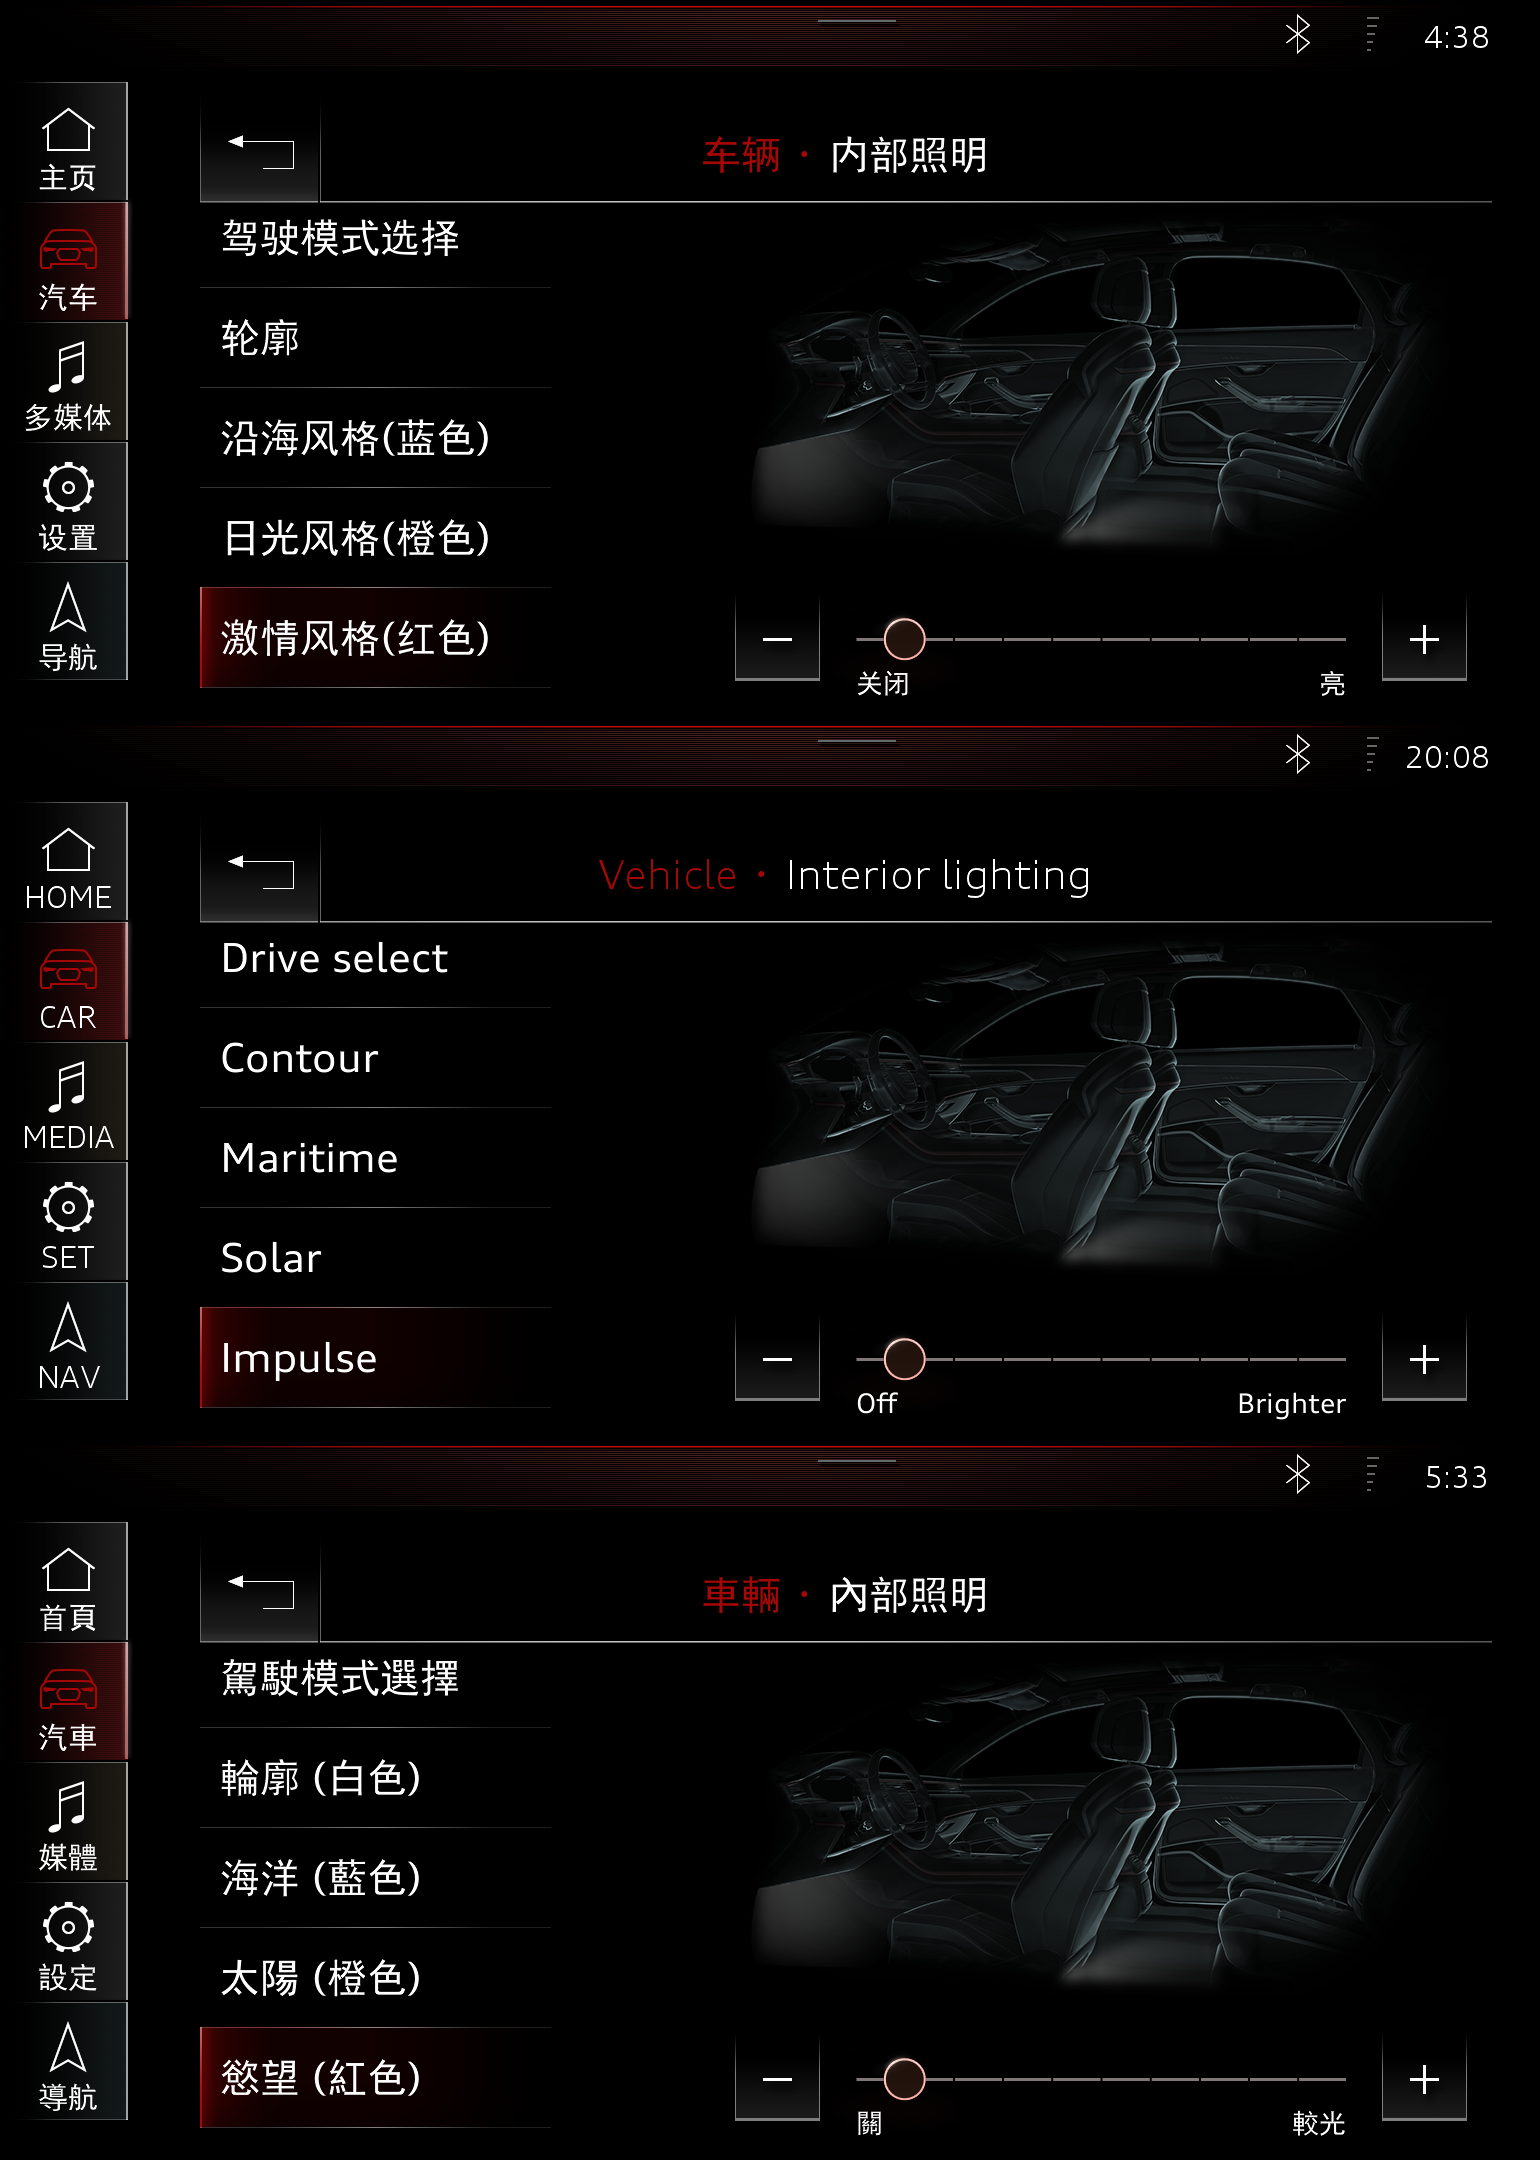 4:38
主页
汽车
多媒体
设置
导航
车辆 · 内部照明
驾驶模式选择
轮廓
沿海风格(蓝色)
日光风格(橙色)
激情风格(红色)
关闭
亮
20:08
HOME
CAR
MEDIA
SET
NAV
Vehicle · Interior lighting
Drive select
Contour
Maritime
Solar
Impulse
Off
Brighter
5:33
首頁
汽車
媒體
設定
導航
車輛 · 內部照明
駕駛模式選擇
輪廓 (白色)
海洋 (藍色)
太陽 (橙色)
慾望 (紅色)
關
較光